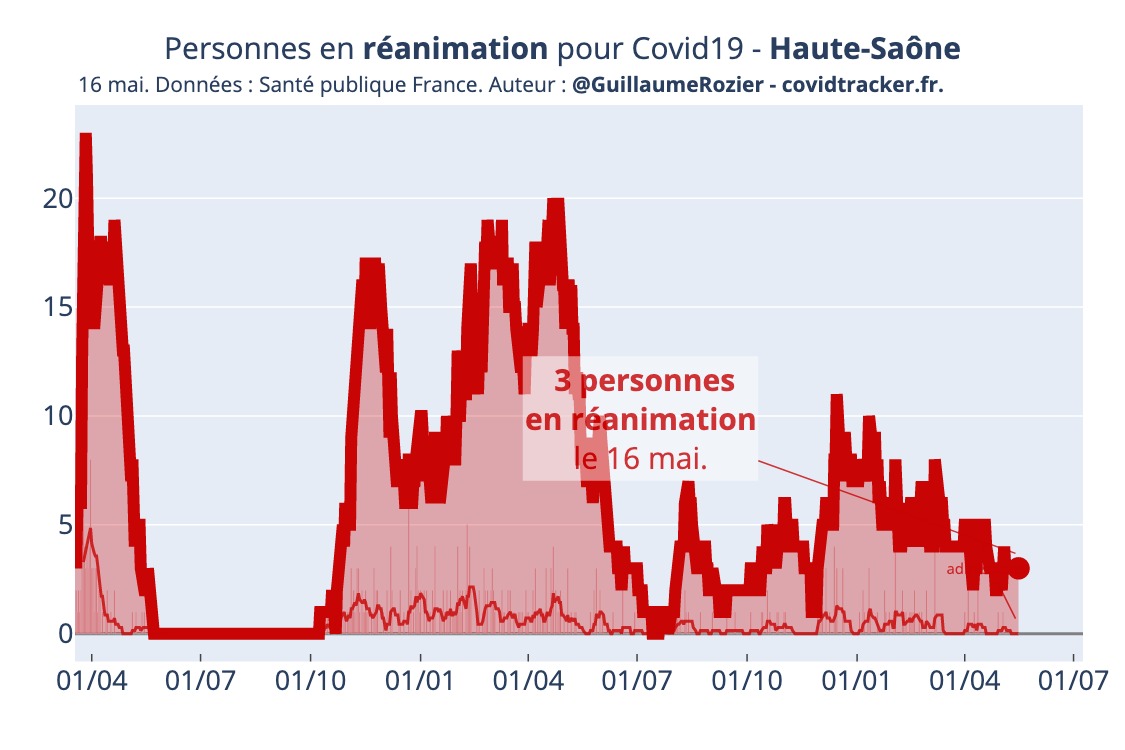 Personnes en réanimation pour Covid19 - Haute-Saône
16 mai. Données : Santé publique France. Auteur : @GuillaumeRozier - covidtracker.fr.
20
15
10
5
0
3 personnes
en réanimation
le 16 mai.
01/04 01/07 01/10 01/01 01/04 01/07 01/10 01/01 01/04 01/07